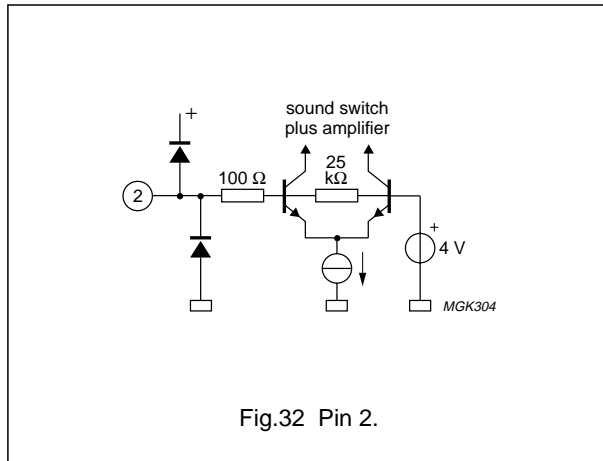 sound switch
plus amplifier
+
25
kΩ
100 Ω
2
+
4 V
MGK304
Fig.32 Pin 2.